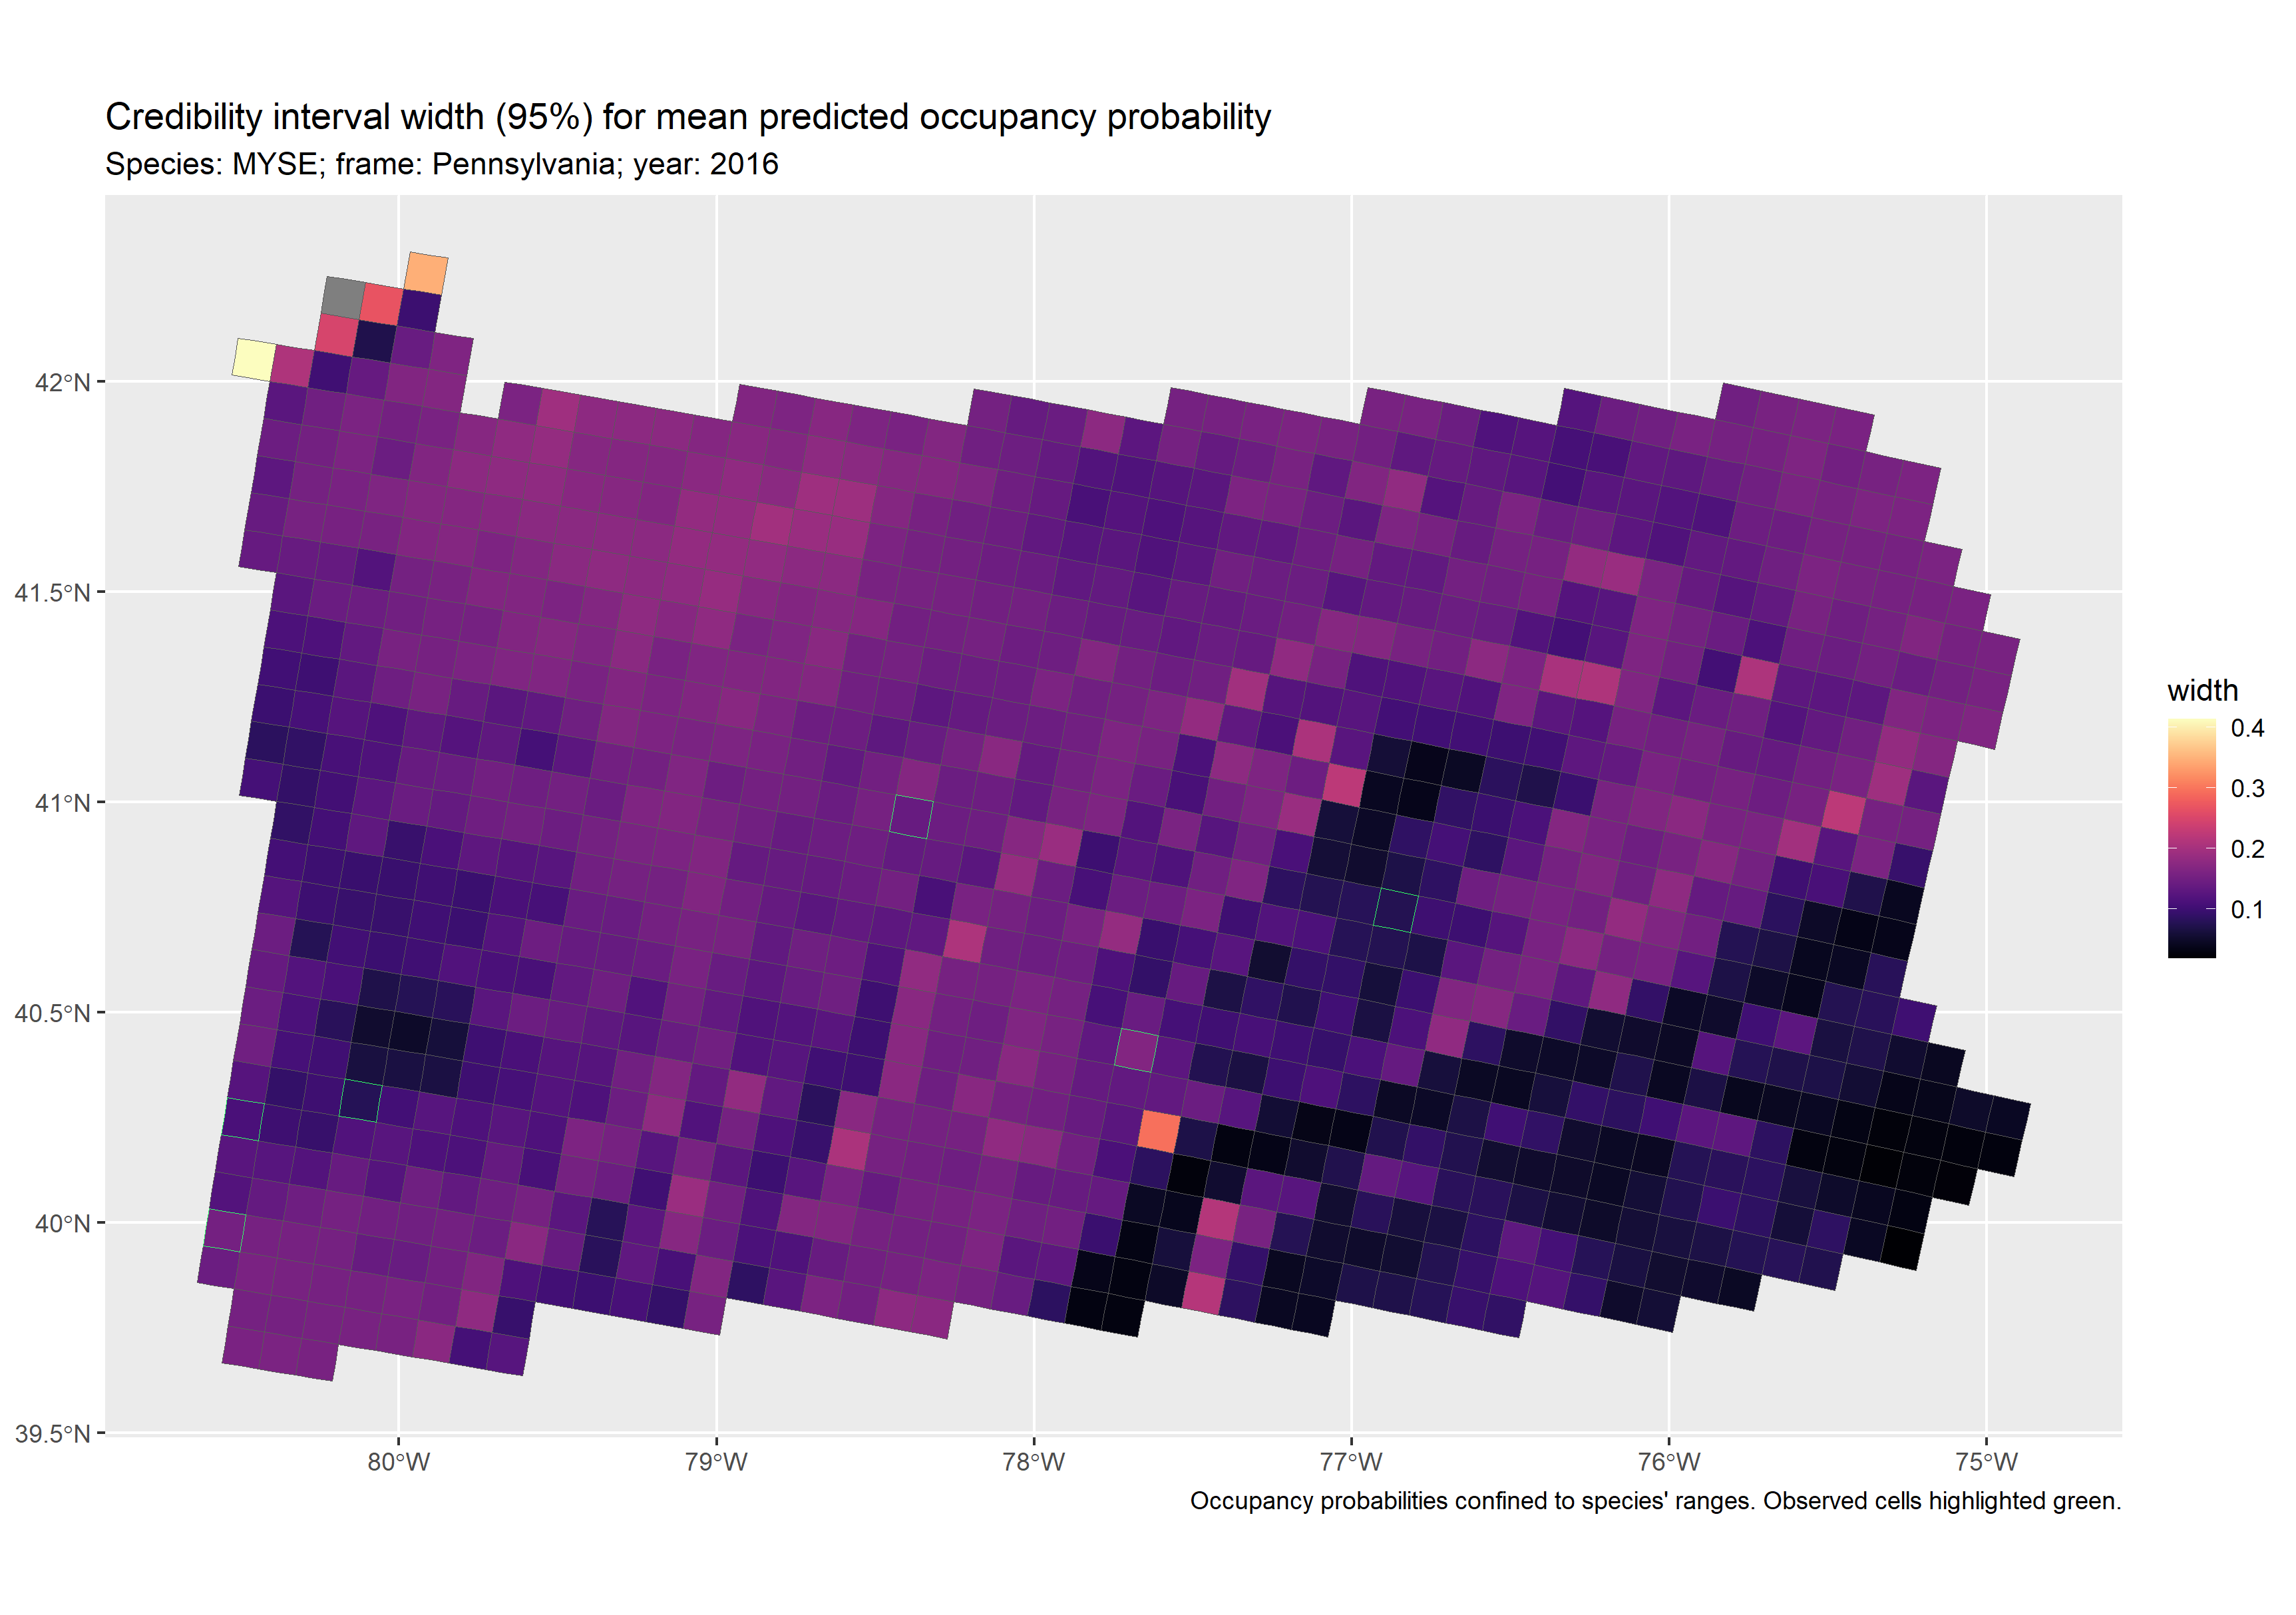 Credibility interval width (95%) for mean predicted occupancy probability
Species: MYSE; frame: Pennsylvania; year: 2016
42°N
41.5°N
41°N
40.5°N
40°N
39.5°N
80°W
79°W
78°W
77°W
76°W
75°W
width
0.4
0.3
0.2
0.1
Occupancy probabilities confined to species' ranges. Observed cells highlighted green.